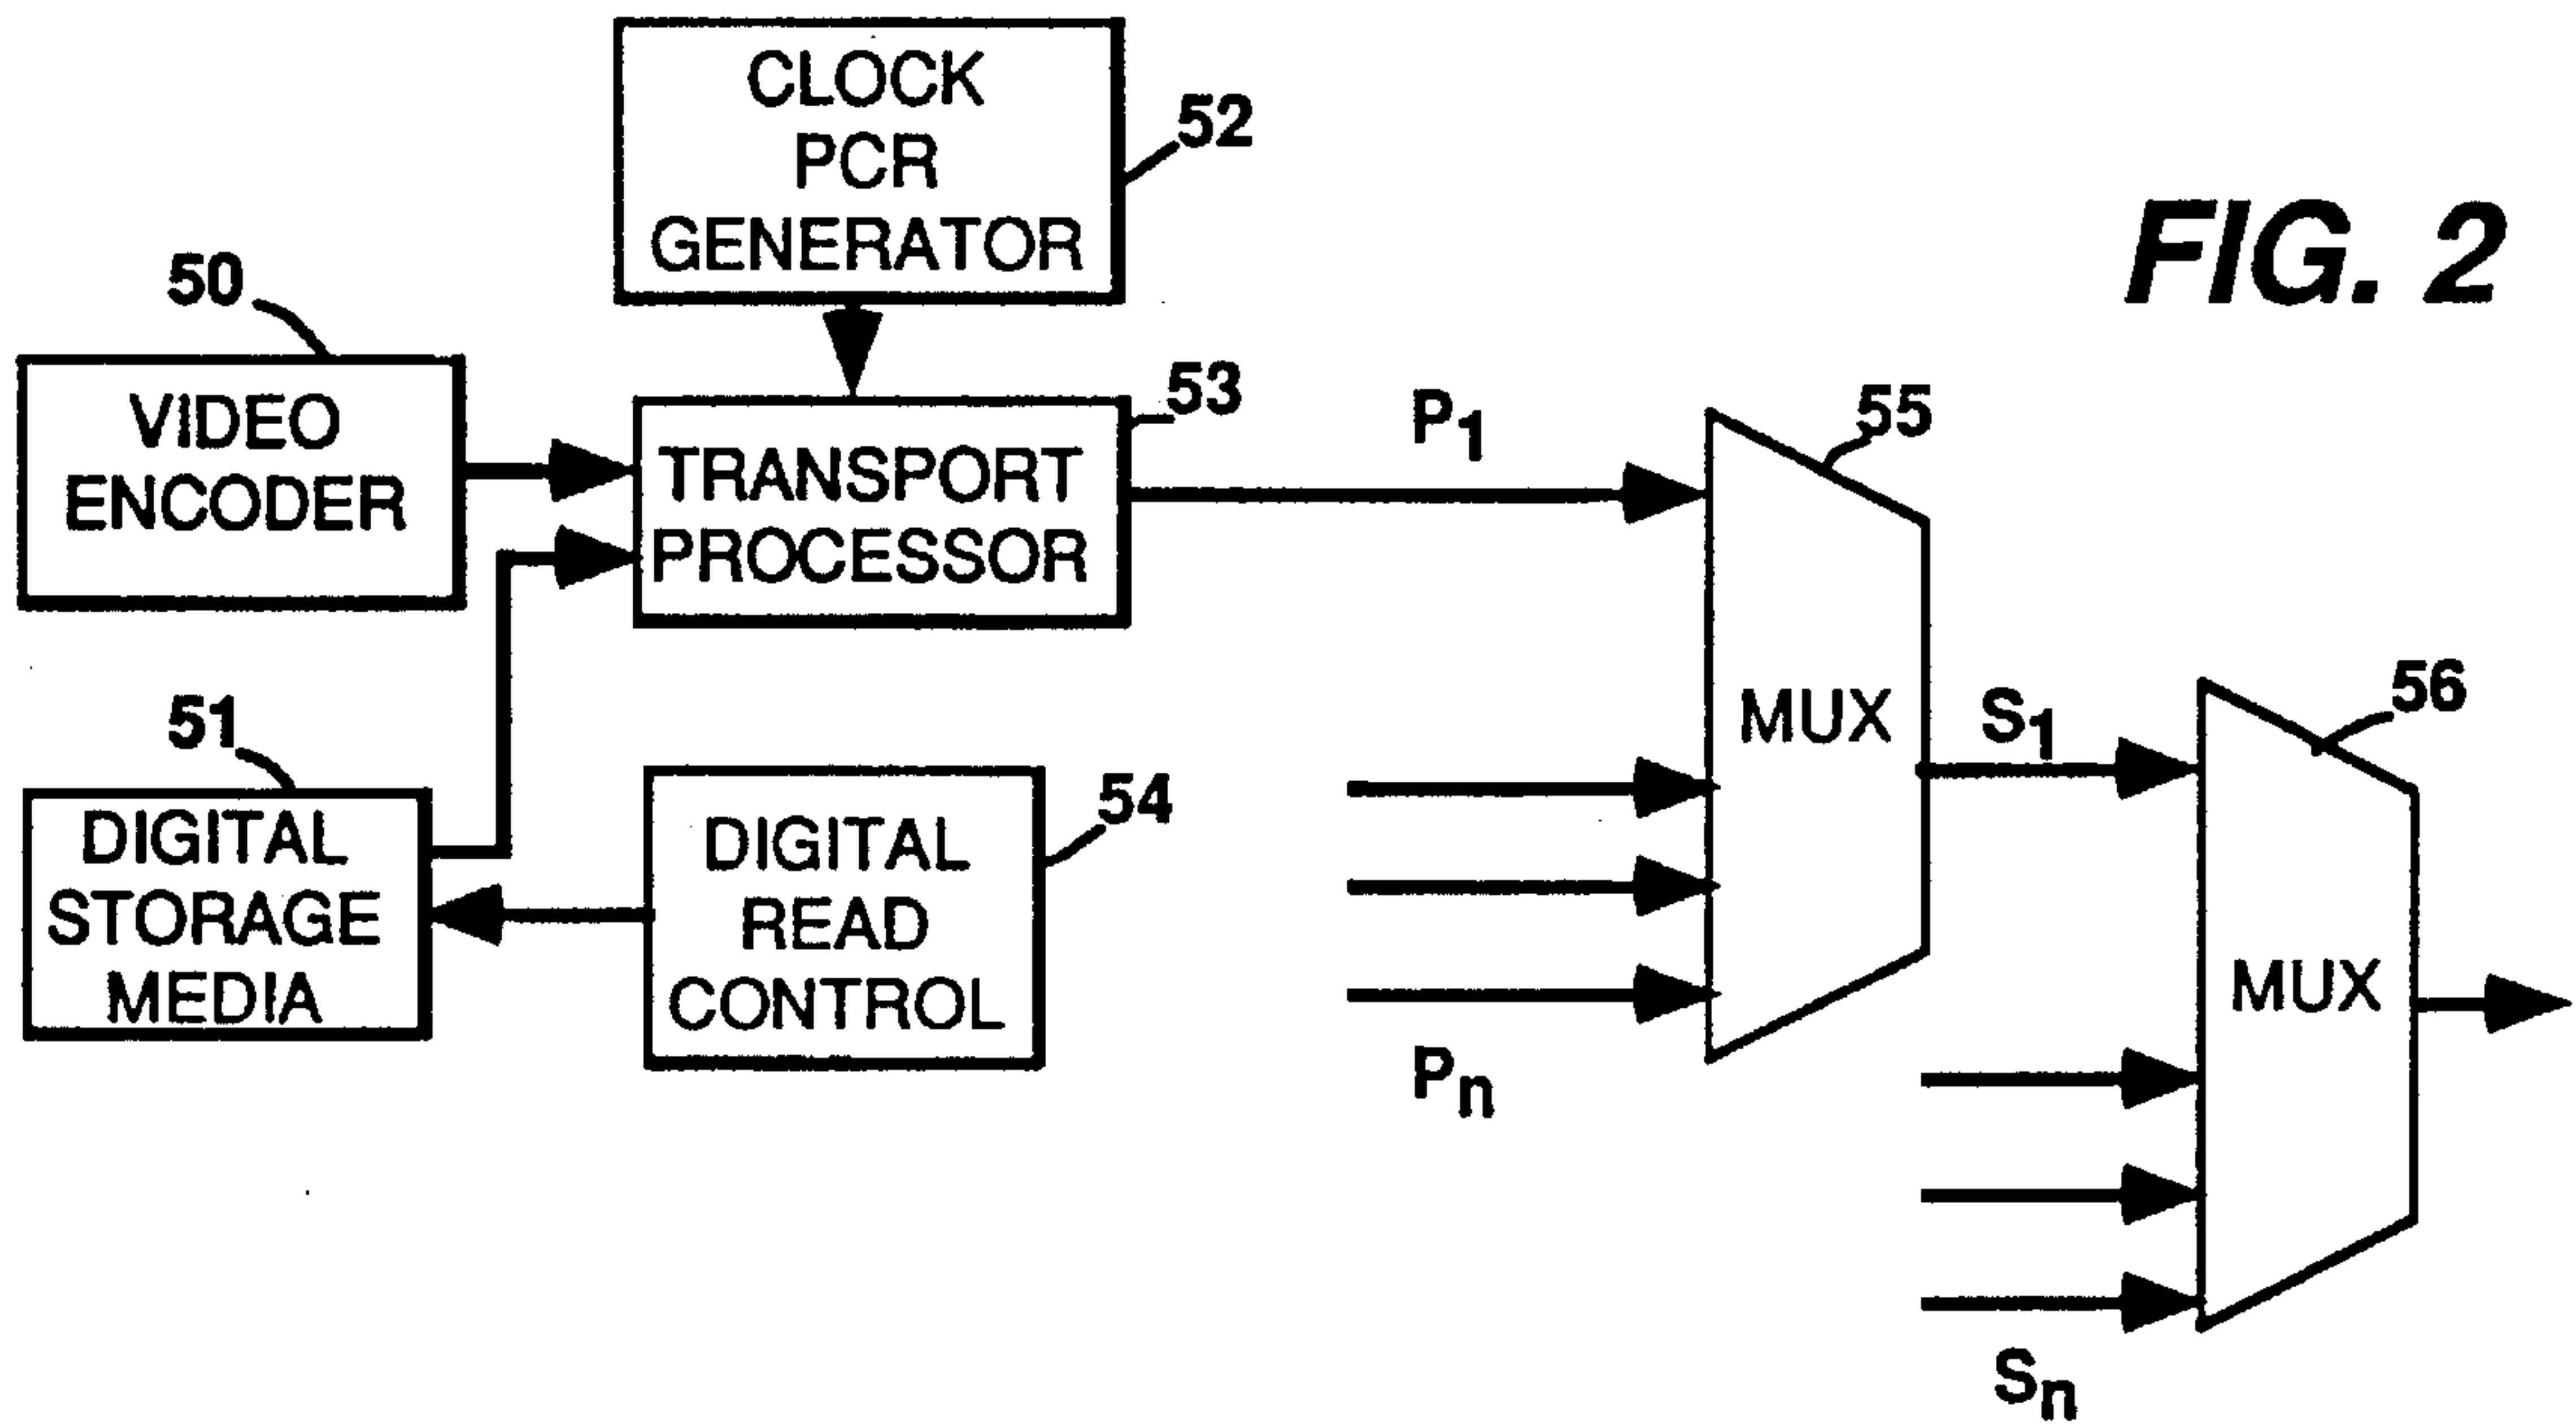 CLOCK
PCR
GENERATOR
52
FIG. 2
50
VIDEO
ENCODER
53
TRANSPORT
PROCESSOR
P1
55
MUX
S1
56
MUX
51
DIGITAL
STORAGE
MEDIA
54
DIGITAL
READ
CONTROL
Pn
Sn